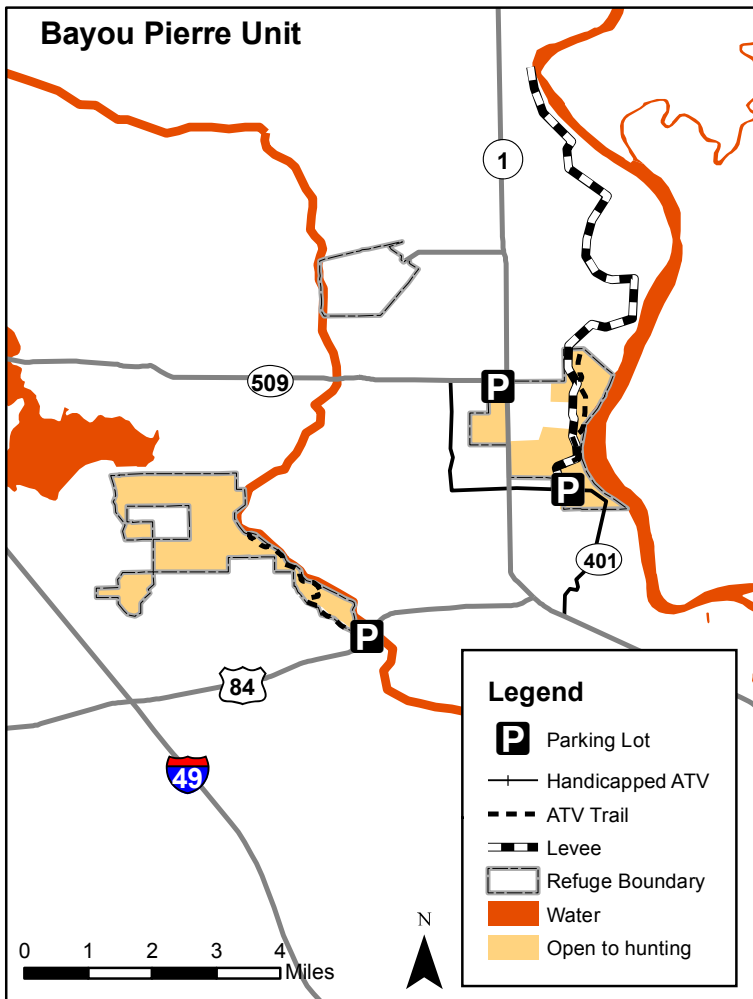 Bayou Pierre Unit
1
509
P
P
401
P
84
49
Legend
P Parking Lot
Handicapped ATV
ATV Trail
Levee
Refuge Boundary
Water
Open to hunting
N
0 1 2 3 4
Miles